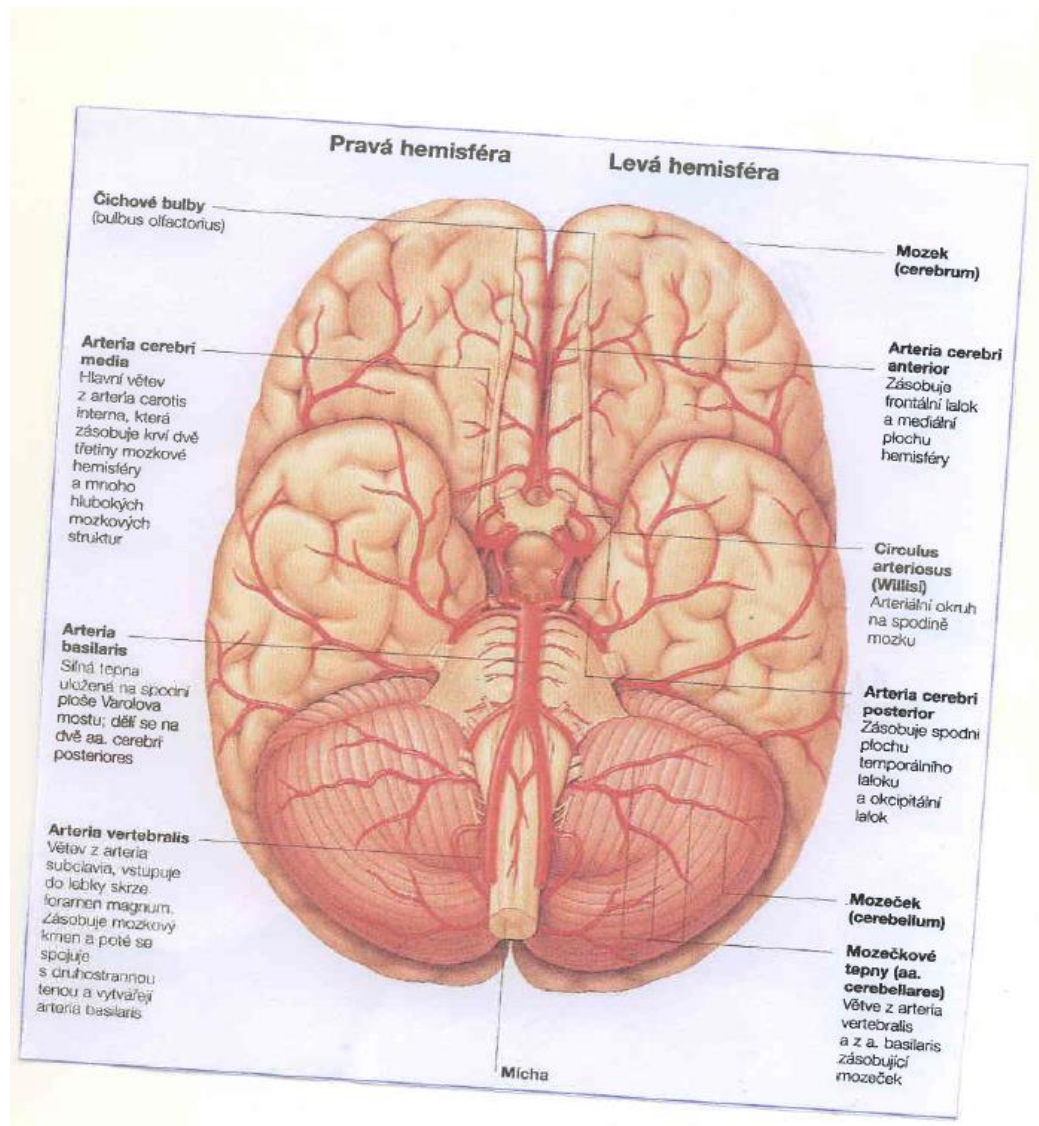 Pravá hemisféra
Levá hemisféra
Čichové bulby
(bulbus olfactorius)
Arteria cerebri
media
Hlavní větev
z arteria carotis
interna, která
zásobuje krví dvě
třetiny mozkové
hemisféry
a mnoho
hlubokých
mozkových
struktur
Arteria
basilaris
Silná tepna
uložená na spodní
ploše Varolova
mostu; dělí se na
dvě aa. cerebri
posteriores
Arteria vertebralis
Větev z arteria
subclavia, vstupuje
do lebky skrze
foramen magnum.
Zásobuje mozkový
kmen a poté se
spojuje
s druhostrannou
tenou a vytvářejí
arteria basilaris
Mícha
Mozek
(cerebrum)
Arteria cerebri
anterior
Zásobuje
frontální lalok
a mediální
plochu
hemisféry
Circulus
arteriosus
(Willisi)
Arteriální okruh
na spodině
mozku
Arteria cerebri
posterior
Zásobuje spodní
plochu
temporálního
laloku
a okcipitální
lalok
Mozeček
(cerebellum)
Mozečkové
tepny (aa.
cerebellares)
Větve z arteria
vertebralis
a z a. basilaris
zásobující
mozeček